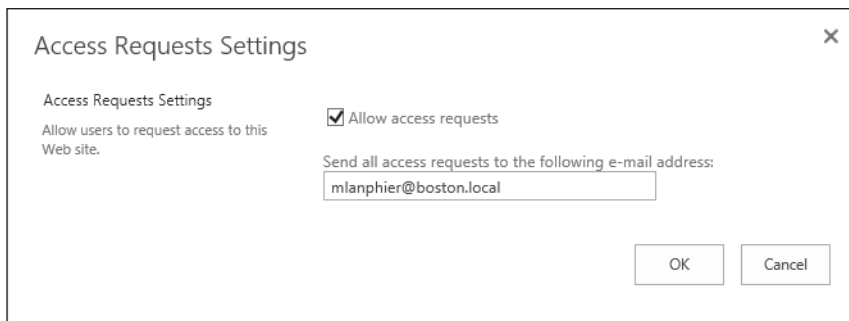 Access Requests Settings
Access Requests Settings
Allow users to request access to this
Web site.
Allow access requests
Send all access requests to the following e-mail address:
mlanphier@boston.local
OK
Cancel